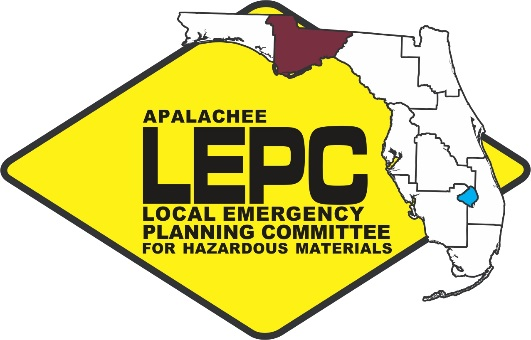 APALACHEE
LEPC
LOCAL EMERGENCY
PLANNING COMMITTEE
FOR HAZARDOUS MATERIALS